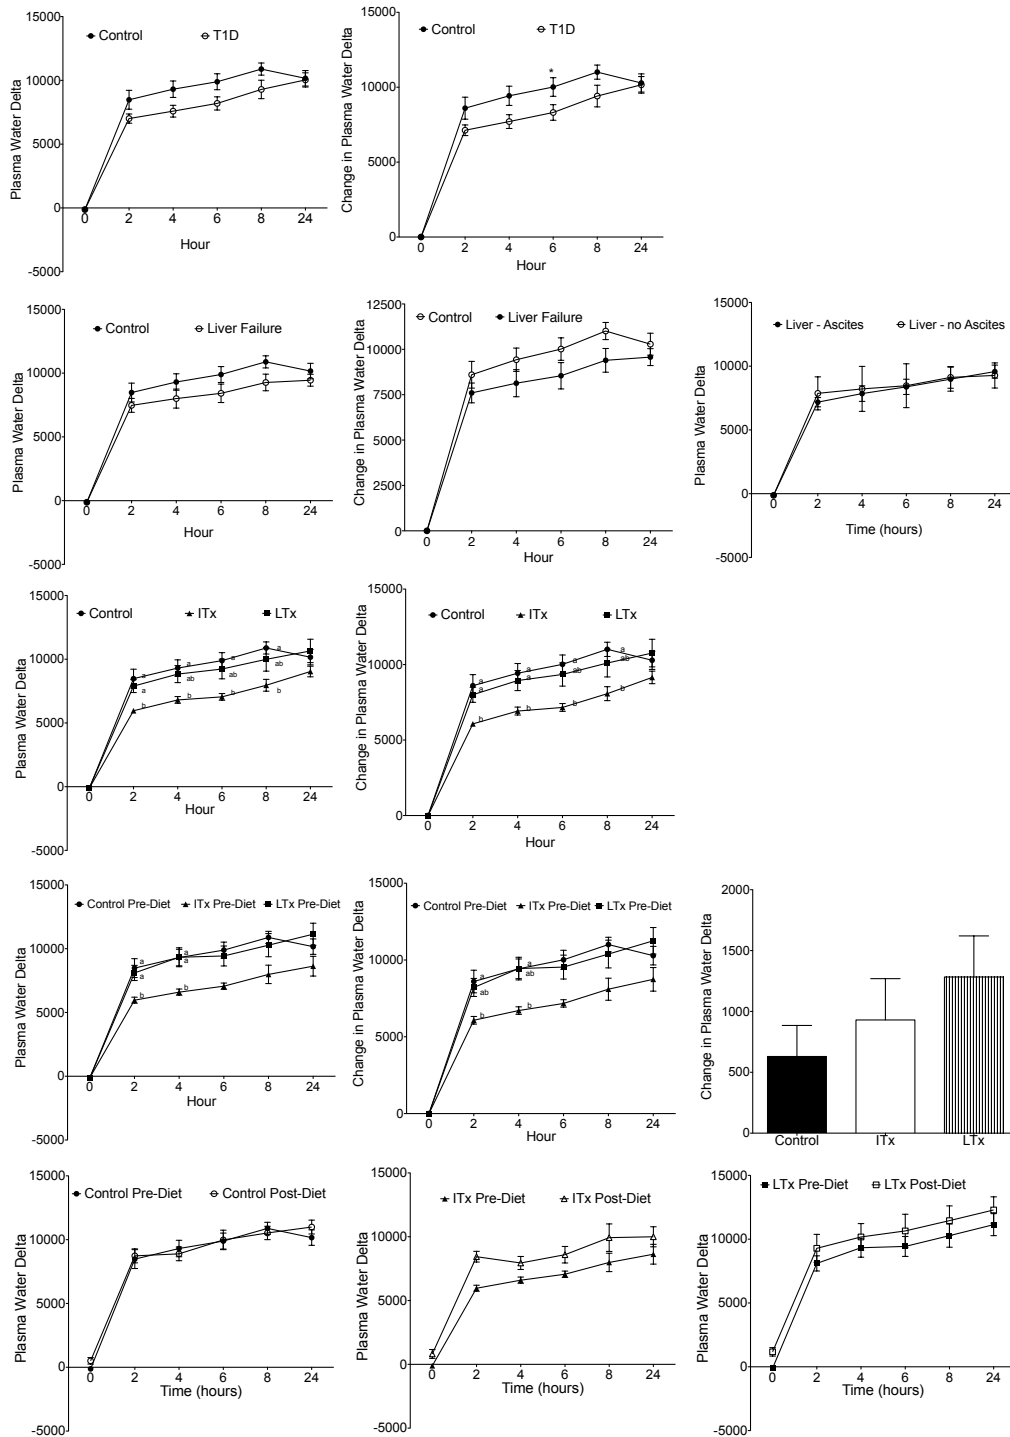 Control T1D
Plasma Water Delta
15000
10000
5000
0
-5000
0 2 4 6 8 24
Hour
Control T1D
Change in Plasma Water Delta
15000
10000
5000
0
*
0 2 4 6 8 24
Hour
Control Liver Failure
Plasma Water Delta
15000
10000
5000
0
-5000
0 2 4 6 8 24
Hour
Control Liver Failure
Change in Plasma Water Delta
12500
10000
7500
5000
2500
0
0 2 4 6 8 24
Hour
Liver - Ascites Liver - no Ascites
Plasma Water Delta
15000
10000
5000
0
-5000
0 2 4 6 8 24
Time (hours)
Control ITx LTx
Plasma Water Delta
15000
10000
5000
0
-5000
a a a a
a ab ab ab
b b b b
0 2 4 6 8 24
Hour
Control ITx LTx
Change in Plasma Water Delta
15000
10000
5000
0
a a a a
a a ab ab
b b b b
0 2 4 6 8 24
Hour
Control Pre-Diet ITx Pre-Diet LTx Pre-Diet
Plasma Water Delta
15000
10000
5000
0
-5000
a a
a a
b b
0 2 4 6 8 24
Hour
Control Pre-Diet ITx Pre-Diet LTx Pre-Diet
Change in Plasma Water Delta
15000
10000
5000
0
a a
ab ab
b b
0 2 4 6 8 24
Hour
Change in Plasma Water Delta
2000
1500
1000
500
0
Control ITx LTx
Control Pre-Diet Control Post-Diet
Plasma Water Delta
15000
10000
5000
0
-5000
0 2 4 6 8 24
Time (hours)
ITx Pre-Diet ITx Post-Diet
Plasma Water Delta
15000
10000
5000
0
-5000
0 2 4 6 8 24
Time (hours)
LTx Pre-Diet LTx Post-Diet
Plasma Water Delta
15000
10000
5000
0
-5000
0 2 4 6 8 24
Time (hours)